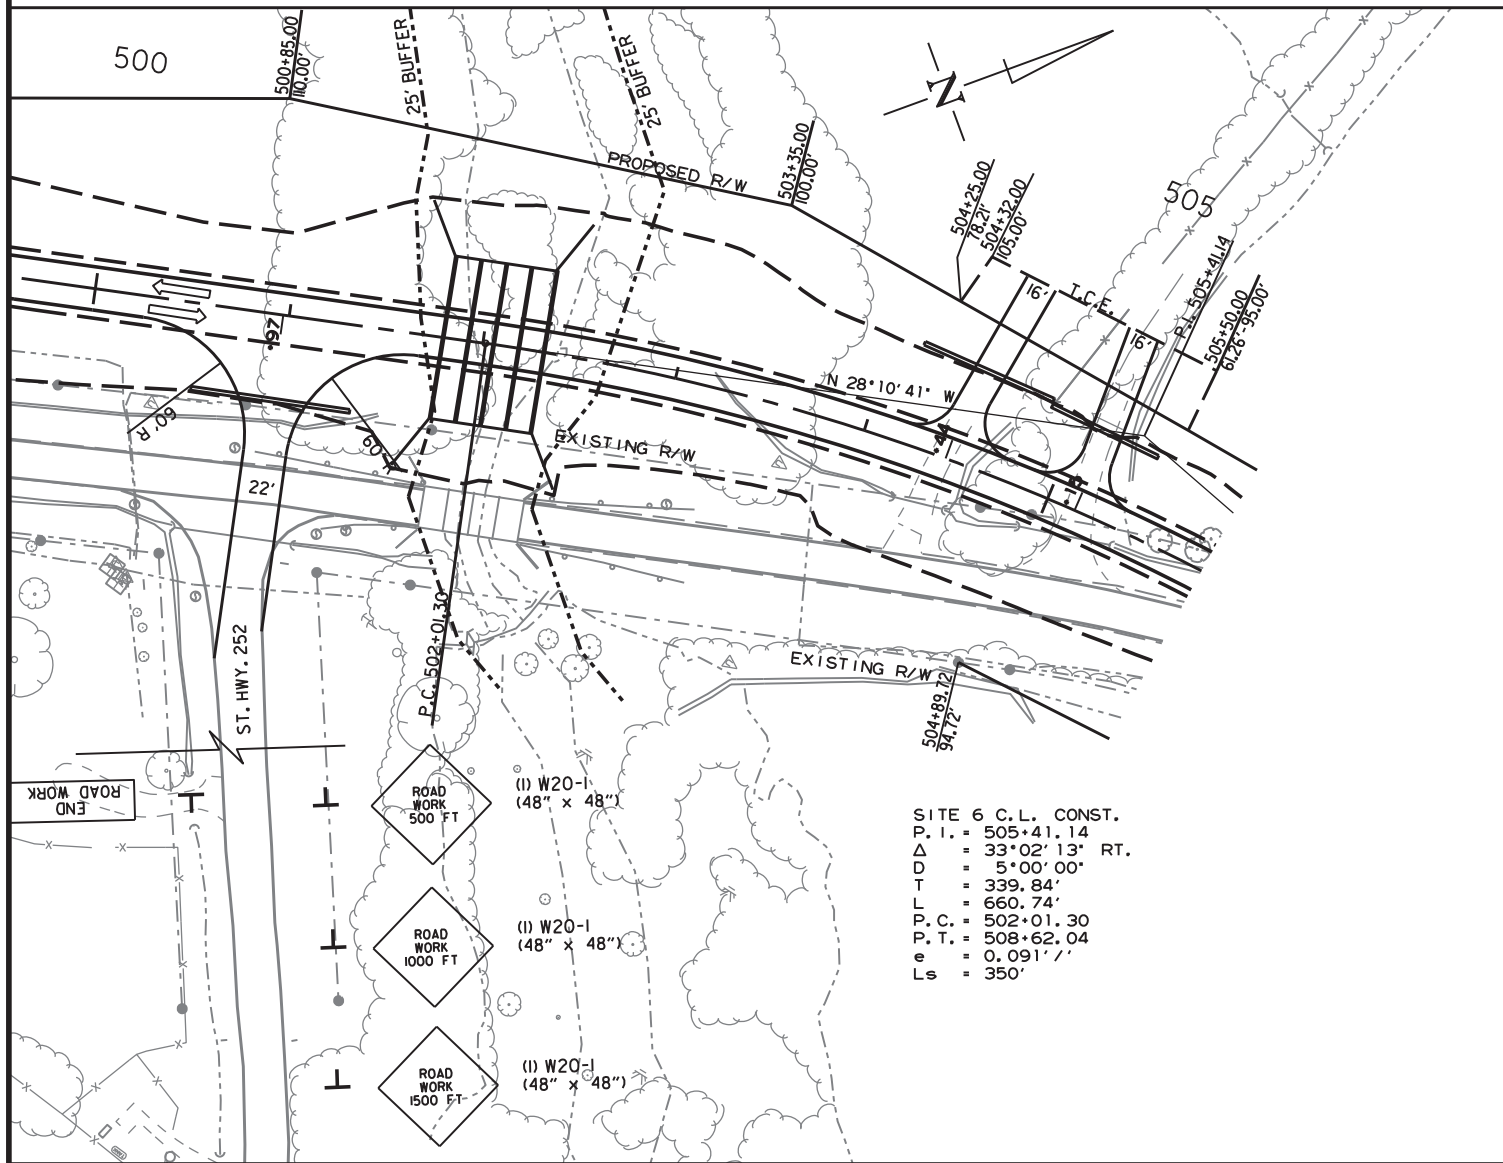 500
500+85.00
110.00'
25' BUFFER
25' BUFFER
N
PROPOSED R/W
503+35.00
100.00'
504+25.00
78.21'
504+32.00
105.00'
505
T.C.E.
16'
16'
P.I. 505+41.14
505+50.00
61.26'-95.00'
.97
N 28°10'41" W
60' R
22'
EXISTING R/W
ST. HWY. 252
P.C. 502+01.30
EXISTING R/W
504+89.72
94.72'
END
ROAD WORK
ROAD
WORK
500 FT
(1) W20-1
(48" x 48")
ROAD
WORK
1000 FT
(1) W20-1
(48" x 48")
ROAD
WORK
1500 FT
(1) W20-1
(48" x 48")
SITE 6 C.L. CONST.
P.I. = 505+41.14
Δ = 33°02'13" RT.
D = 5°00'00"
T = 339.84'
L = 660.74'
P.C. = 502+01.30
P.T. = 508+62.04
e = 0.091'/'
Ls = 350'